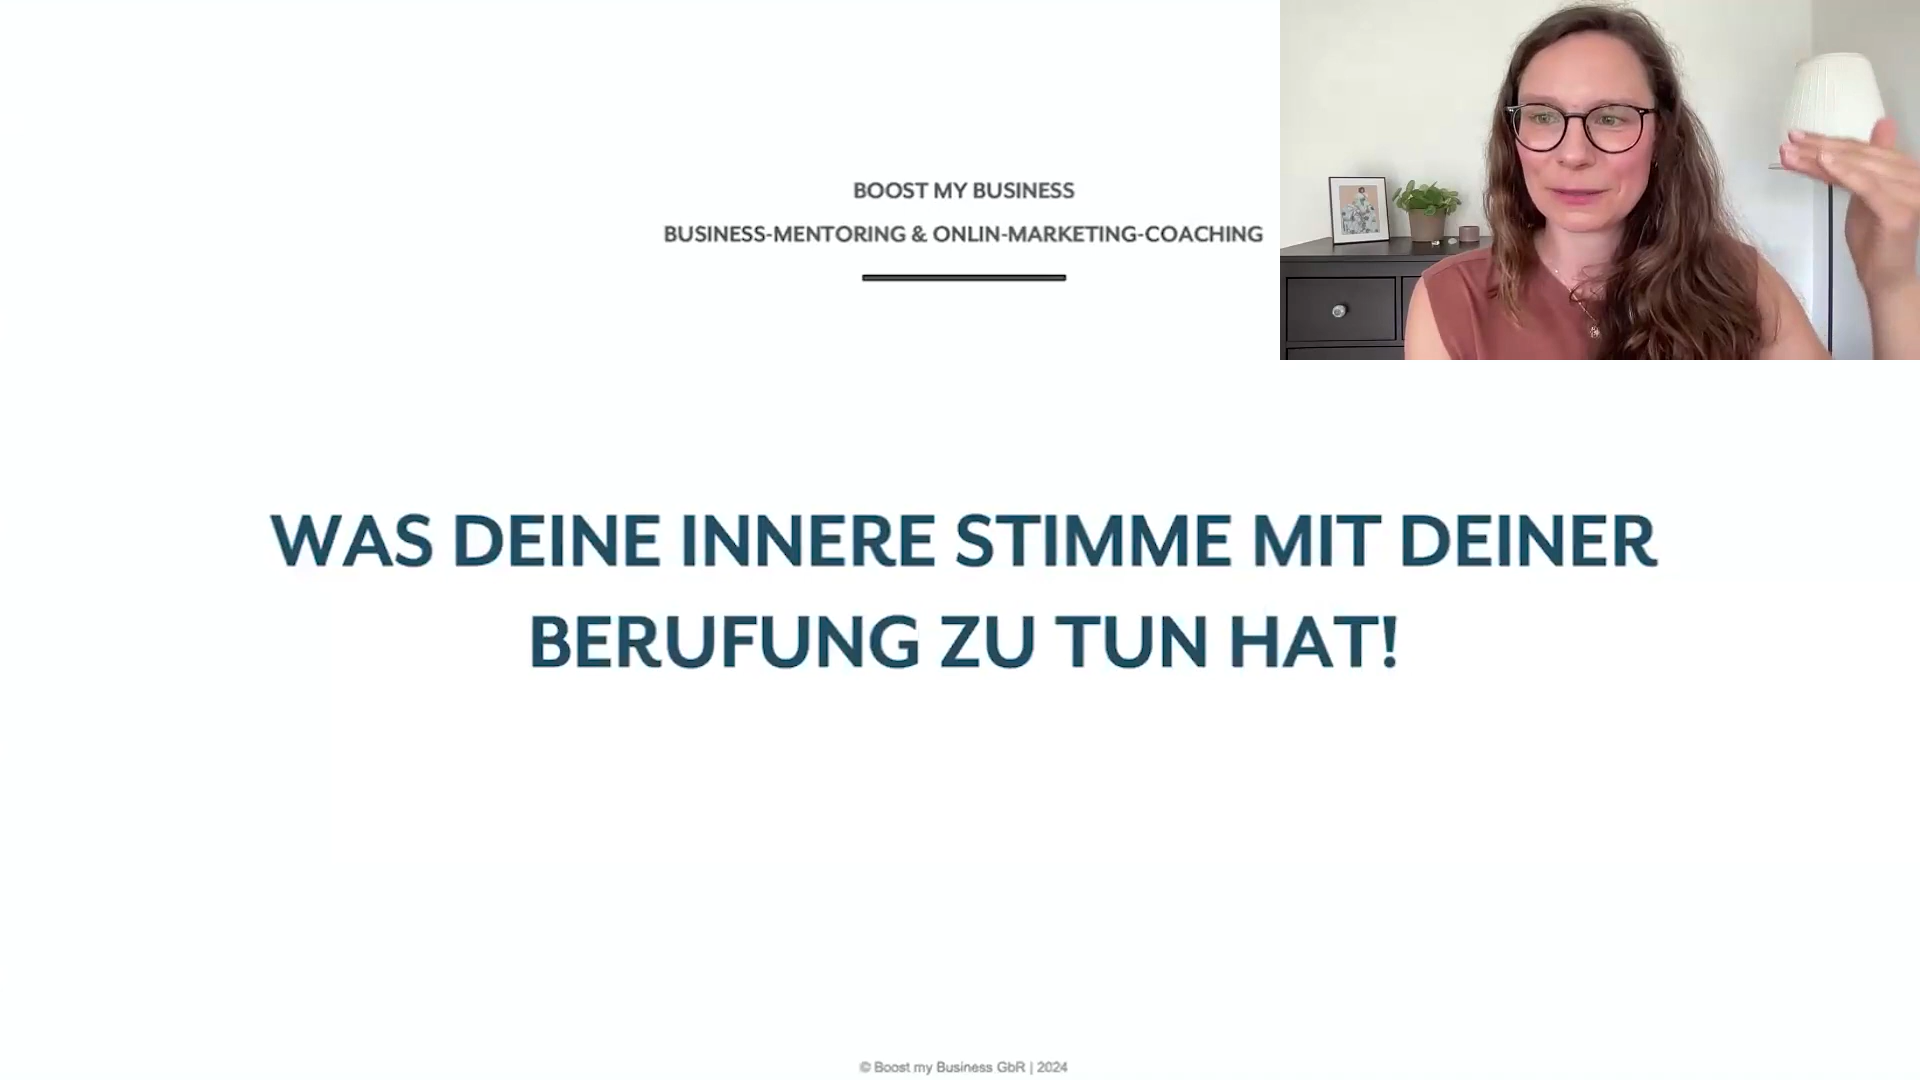 BOOST MY BUSINESS
BUSINESS-MENTORING & ONLIN-MARKETING-COACHING
WAS DEINE INNERE STIMME MIT DEINER
BERUFUNG ZU TUN HAT!
© Boost my Business GbR | 2024